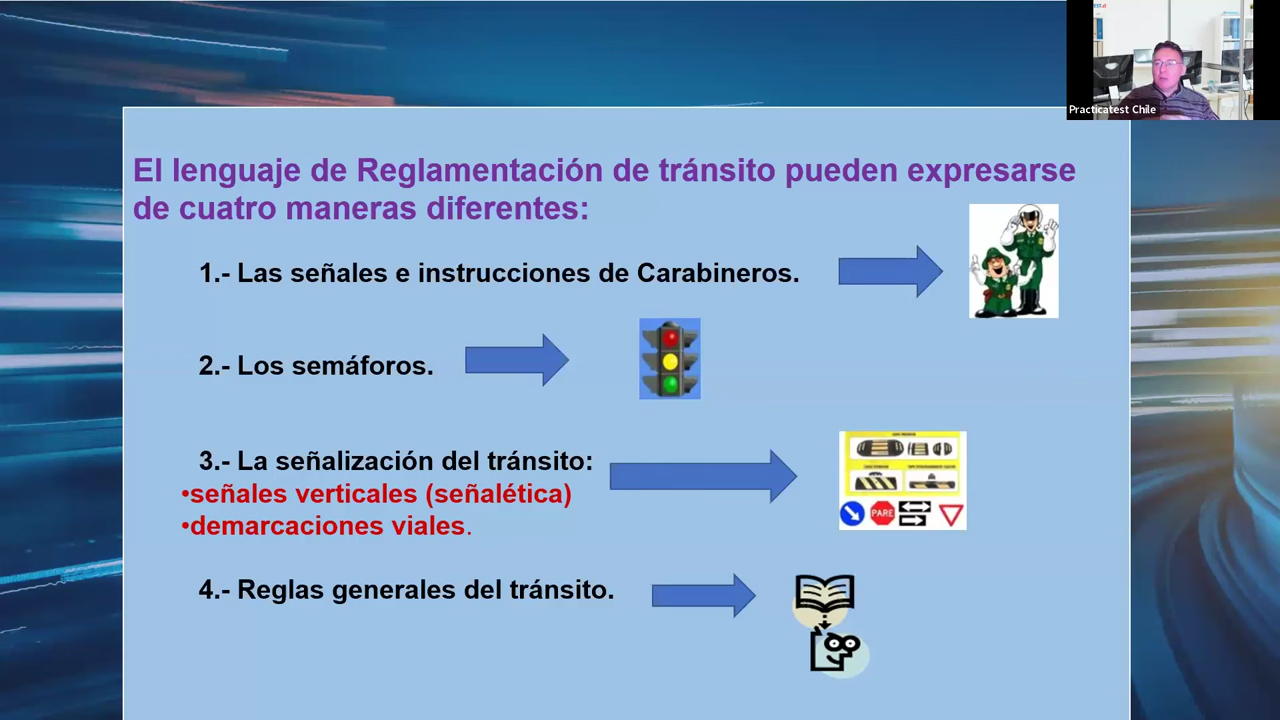 Practicatest Chile
El lenguaje de Reglamentación de tránsito pueden expresarse
de cuatro maneras diferentes:
1.- Las señales e instrucciones de Carabineros.
2.- Los semáforos.
3.- La señalización del tránsito:
•señales verticales (señalética)
•demarcaciones viales.
PARE
4.- Reglas generales del tránsito.